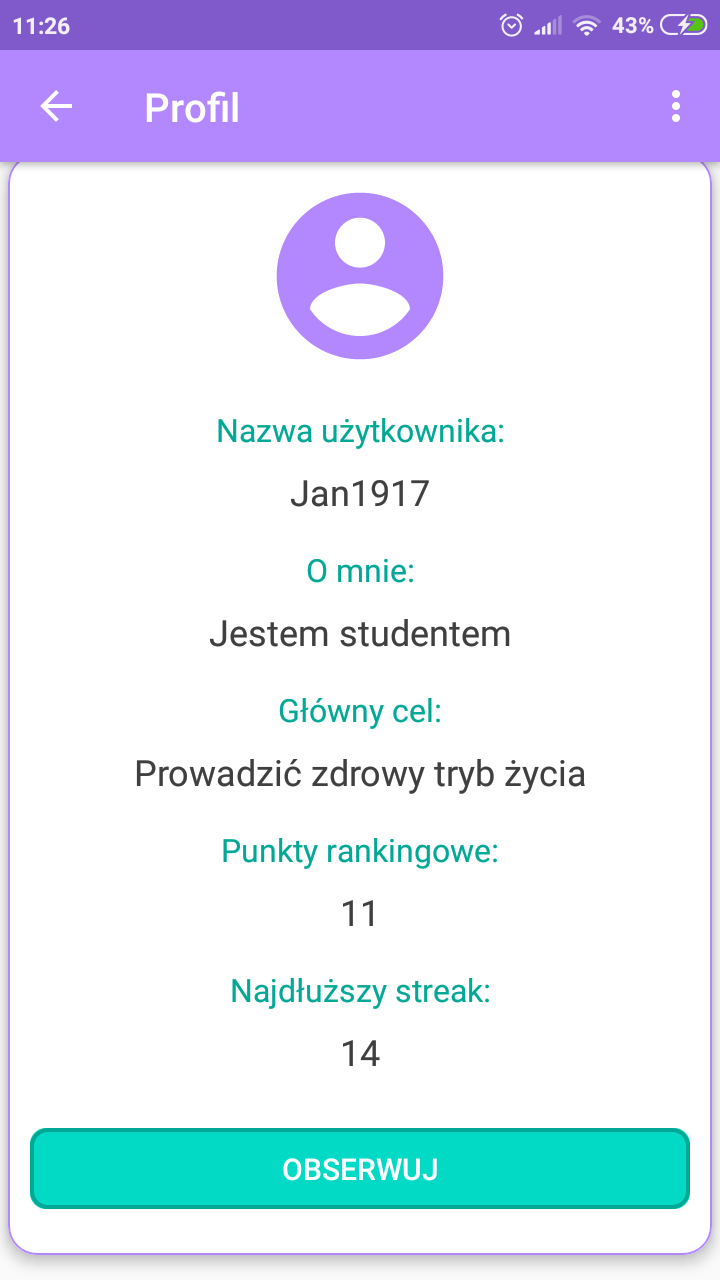 11:26
43%
Profil
Nazwa użytkownika:
Jan1917
O mnie:
Jestem studentem
Główny cel:
Prowadzić zdrowy tryb życia
Punkty rankingowe:
11
Najdłuższy streak:
14
OBSERWUJ